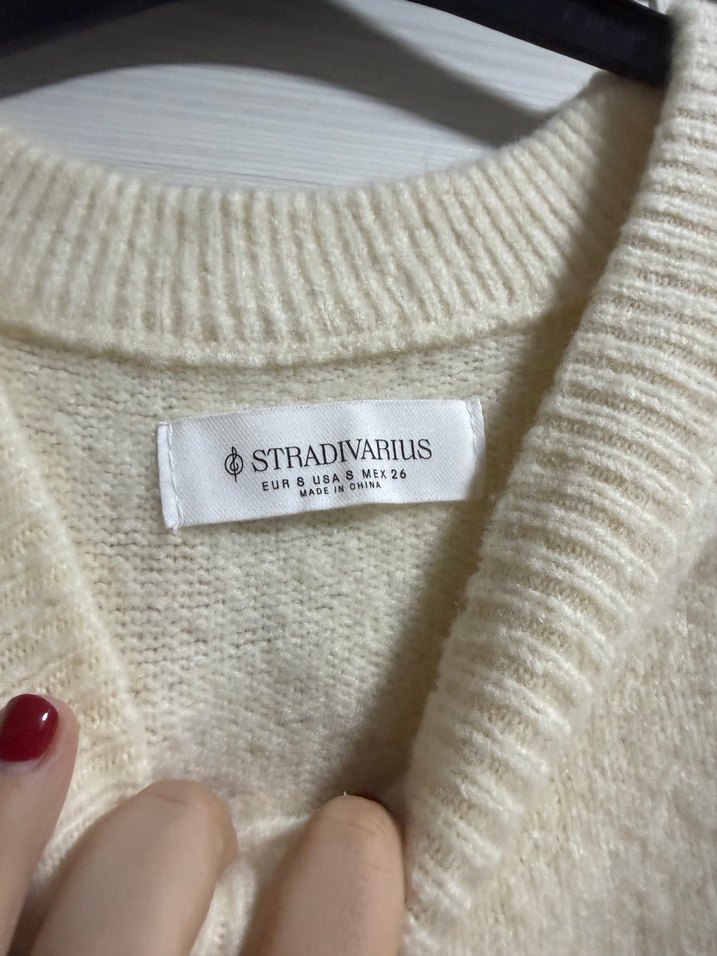 STRADIVARIUS
EUR S USA S MEX 26
MADE IN CHINA